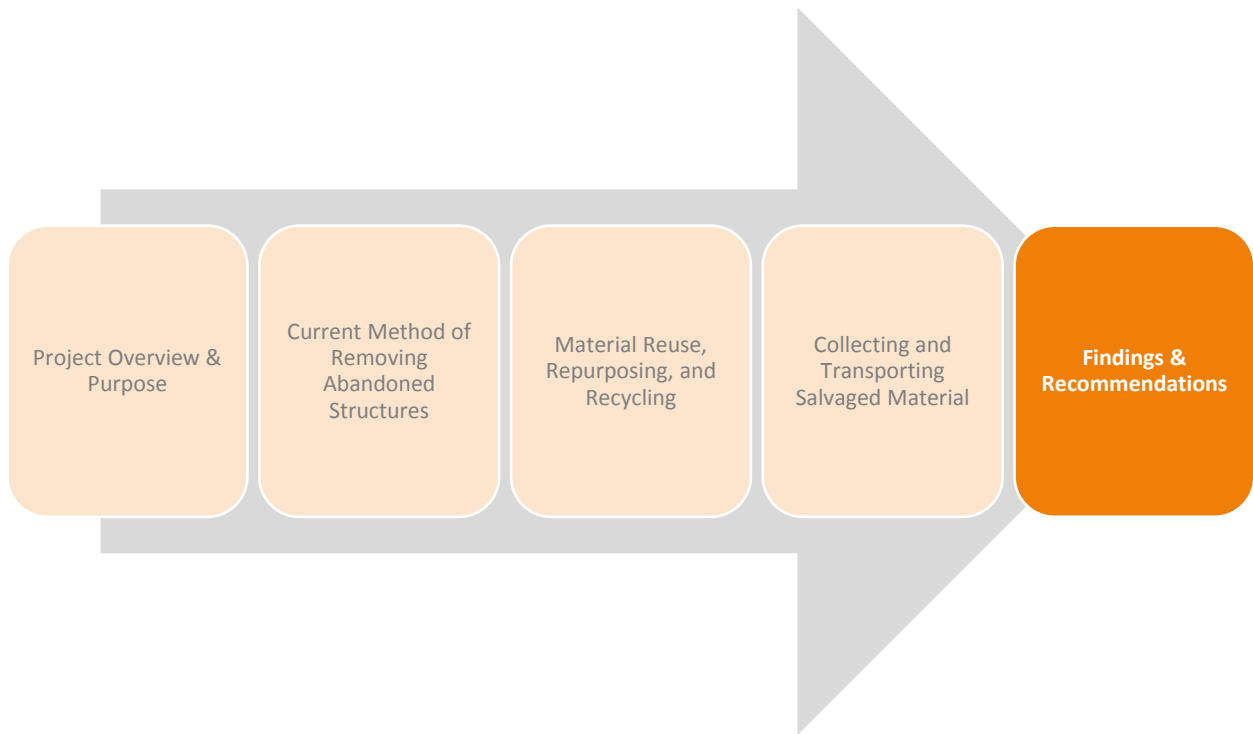 Project Overview &
Purpose
Current Method of
Removing
Abandoned
Structures
Material Reuse,
Repurposing, and
Recycling
Collecting and
Transporting
Salvaged Material
Findings &
Recommendations